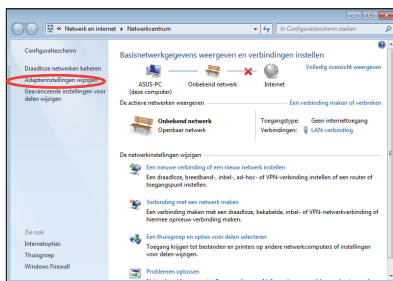 « Netwerk en internet ▸ Netwerkcentrum
In Configuratiescherm zoeken
Configuratiescherm
Draadloze netwerken beheren
Adapterinstellingen wijzigen
Geavanceerde instellingen voor
delen wijzigen
Zie ook
Internetopties
Thuisgroep
Windows Firewall
Basisnetwerkgegevens weergeven en verbindingen instellen
Volledig overzicht weergeven
ASUS-PC
(deze computer)
Onbekend netwerk
Internet
De actieve netwerken weergeven
Een verbinding maken of verbreken
Onbekend netwerk
Openbaar netwerk
Toegangstype: Geen internettoegang
Verbindingen: LAN-verbinding
De netwerkinstellingen wijzigen
Een nieuwe verbinding of een nieuw netwerk instellen
Een draadloze, breedband-, inbel-, ad-hoc- of VPN-verbinding instellen of een router of
toegangspunt instellen.
Verbinding met een netwerk maken
Een verbinding maken met een draadloze, bekabelde, inbel- of VPN-netwerkverbinding of
hiermee opnieuw verbinding maken.
Een thuisgroep en opties voor delen selecteren
Toegang krijgen tot bestanden en printers op andere netwerkcomputers of instellingen
voor delen wijzigen.
Problemen oplossen